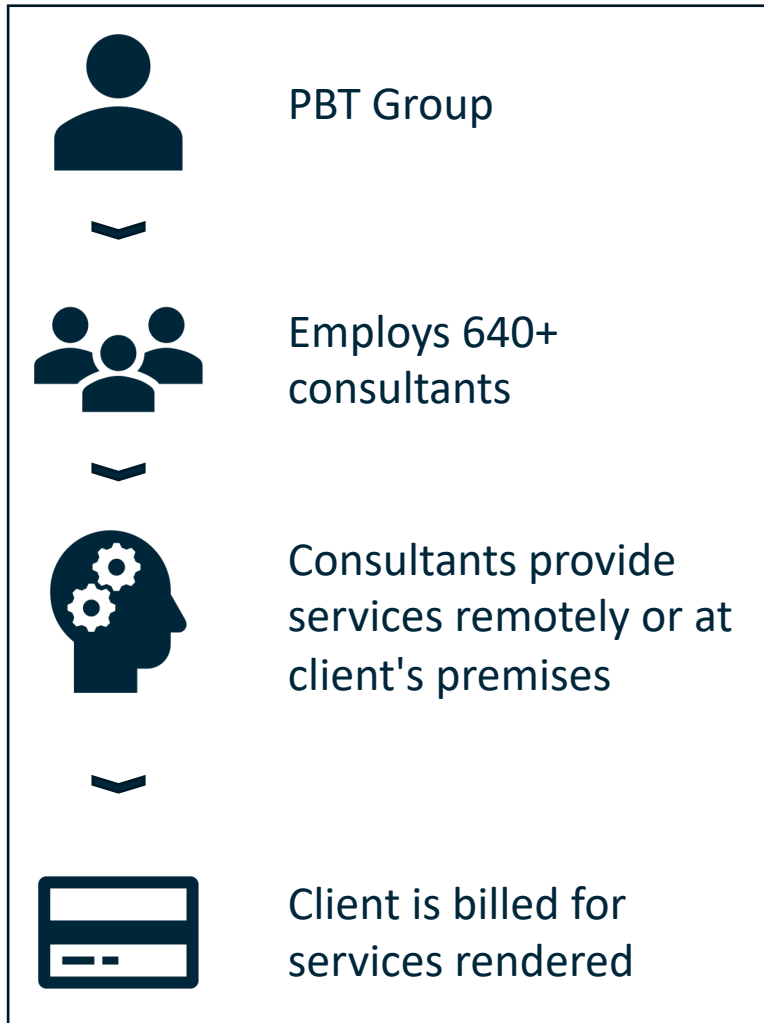 PBT Group
Employs 640+
consultants
Consultants provide
services remotely or at
client's premises
Client is billed for
services rendered